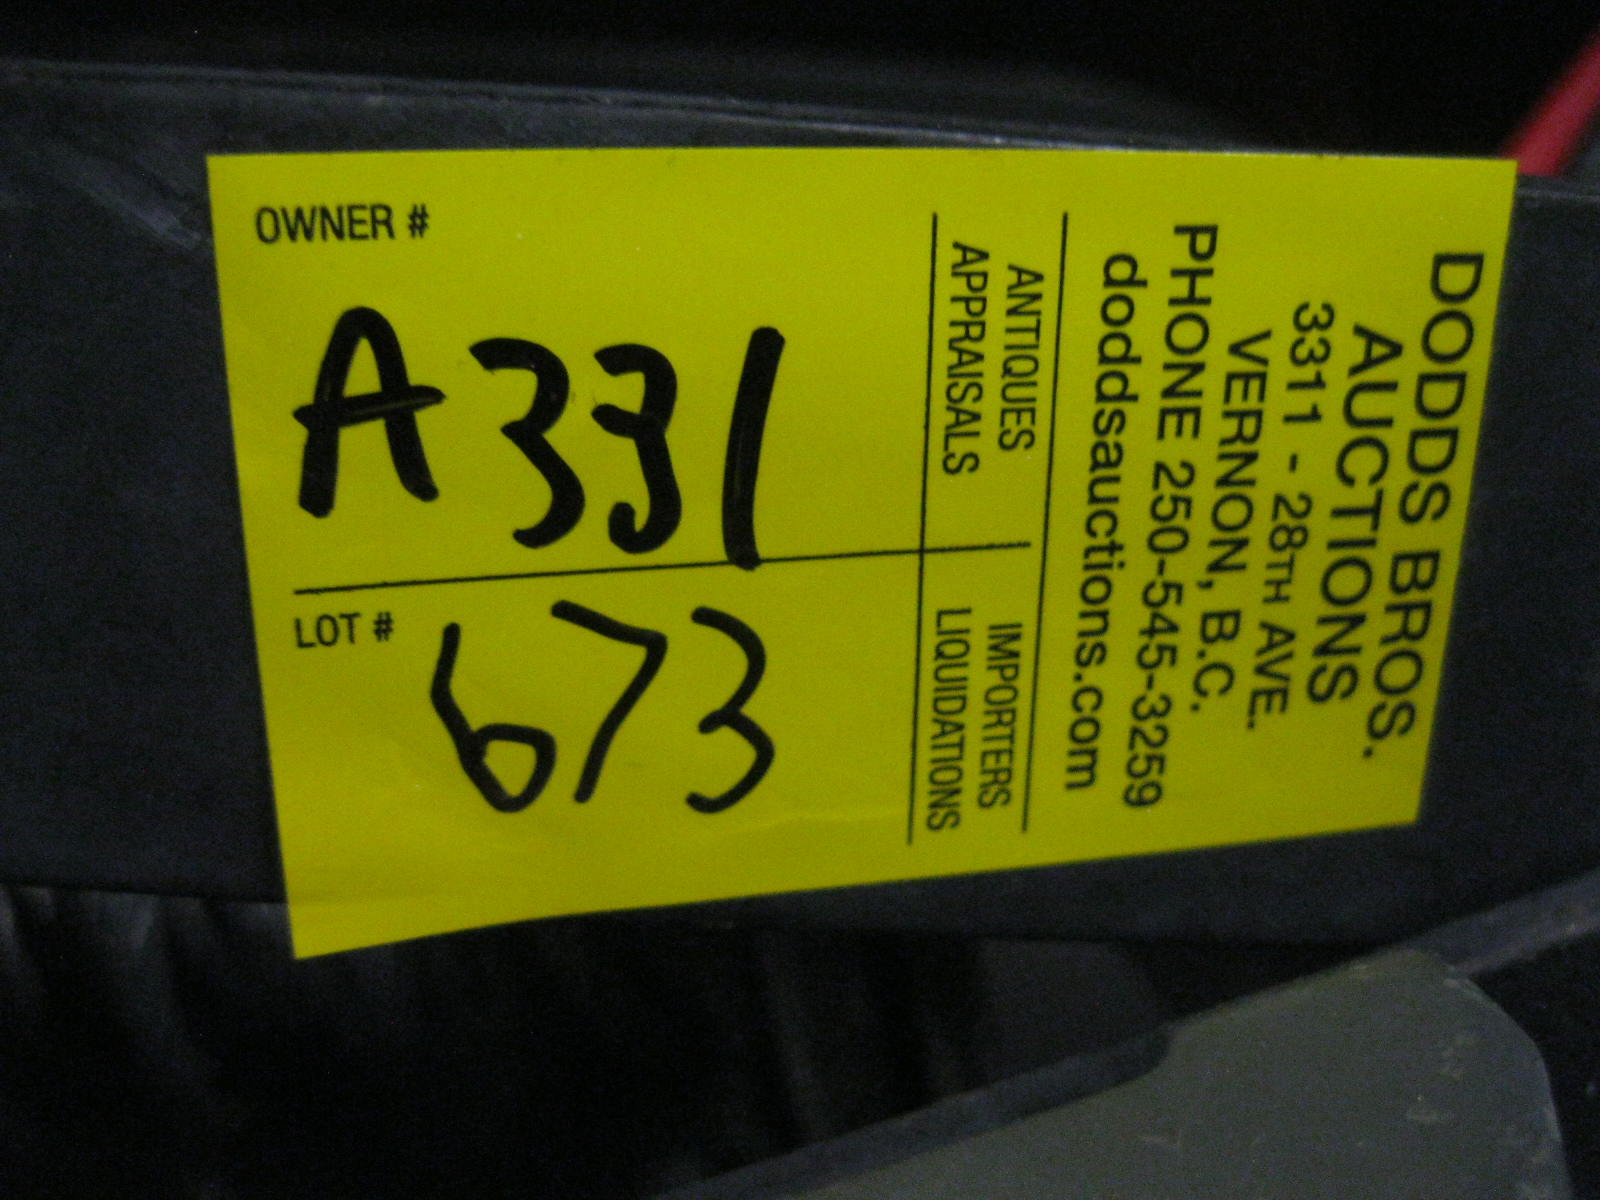 OWNER #
A331
LOT #
673
DODDS BROS.
AUCTIONS
3311 - 28TH AVE.
VERNON, B.C.
PHONE 250-545-3259
doddsauctions.com
ANTIQUES
APPRAISALS
IMPORTERS
LIQUIDATIONS